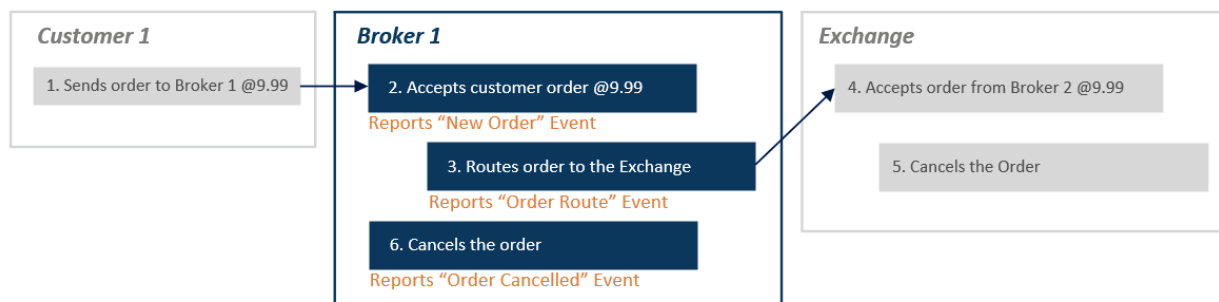 Customer 1
1. Sends order to Broker 1 @9.99
Broker 1
2. Accepts customer order @9.99
Reports “New Order” Event
3. Routes order to the Exchange
Reports “Order Route” Event
6. Cancels the order
Reports “Order Cancelled” Event
Exchange
4. Accepts order from Broker 2 @9.99
5. Cancels the Order